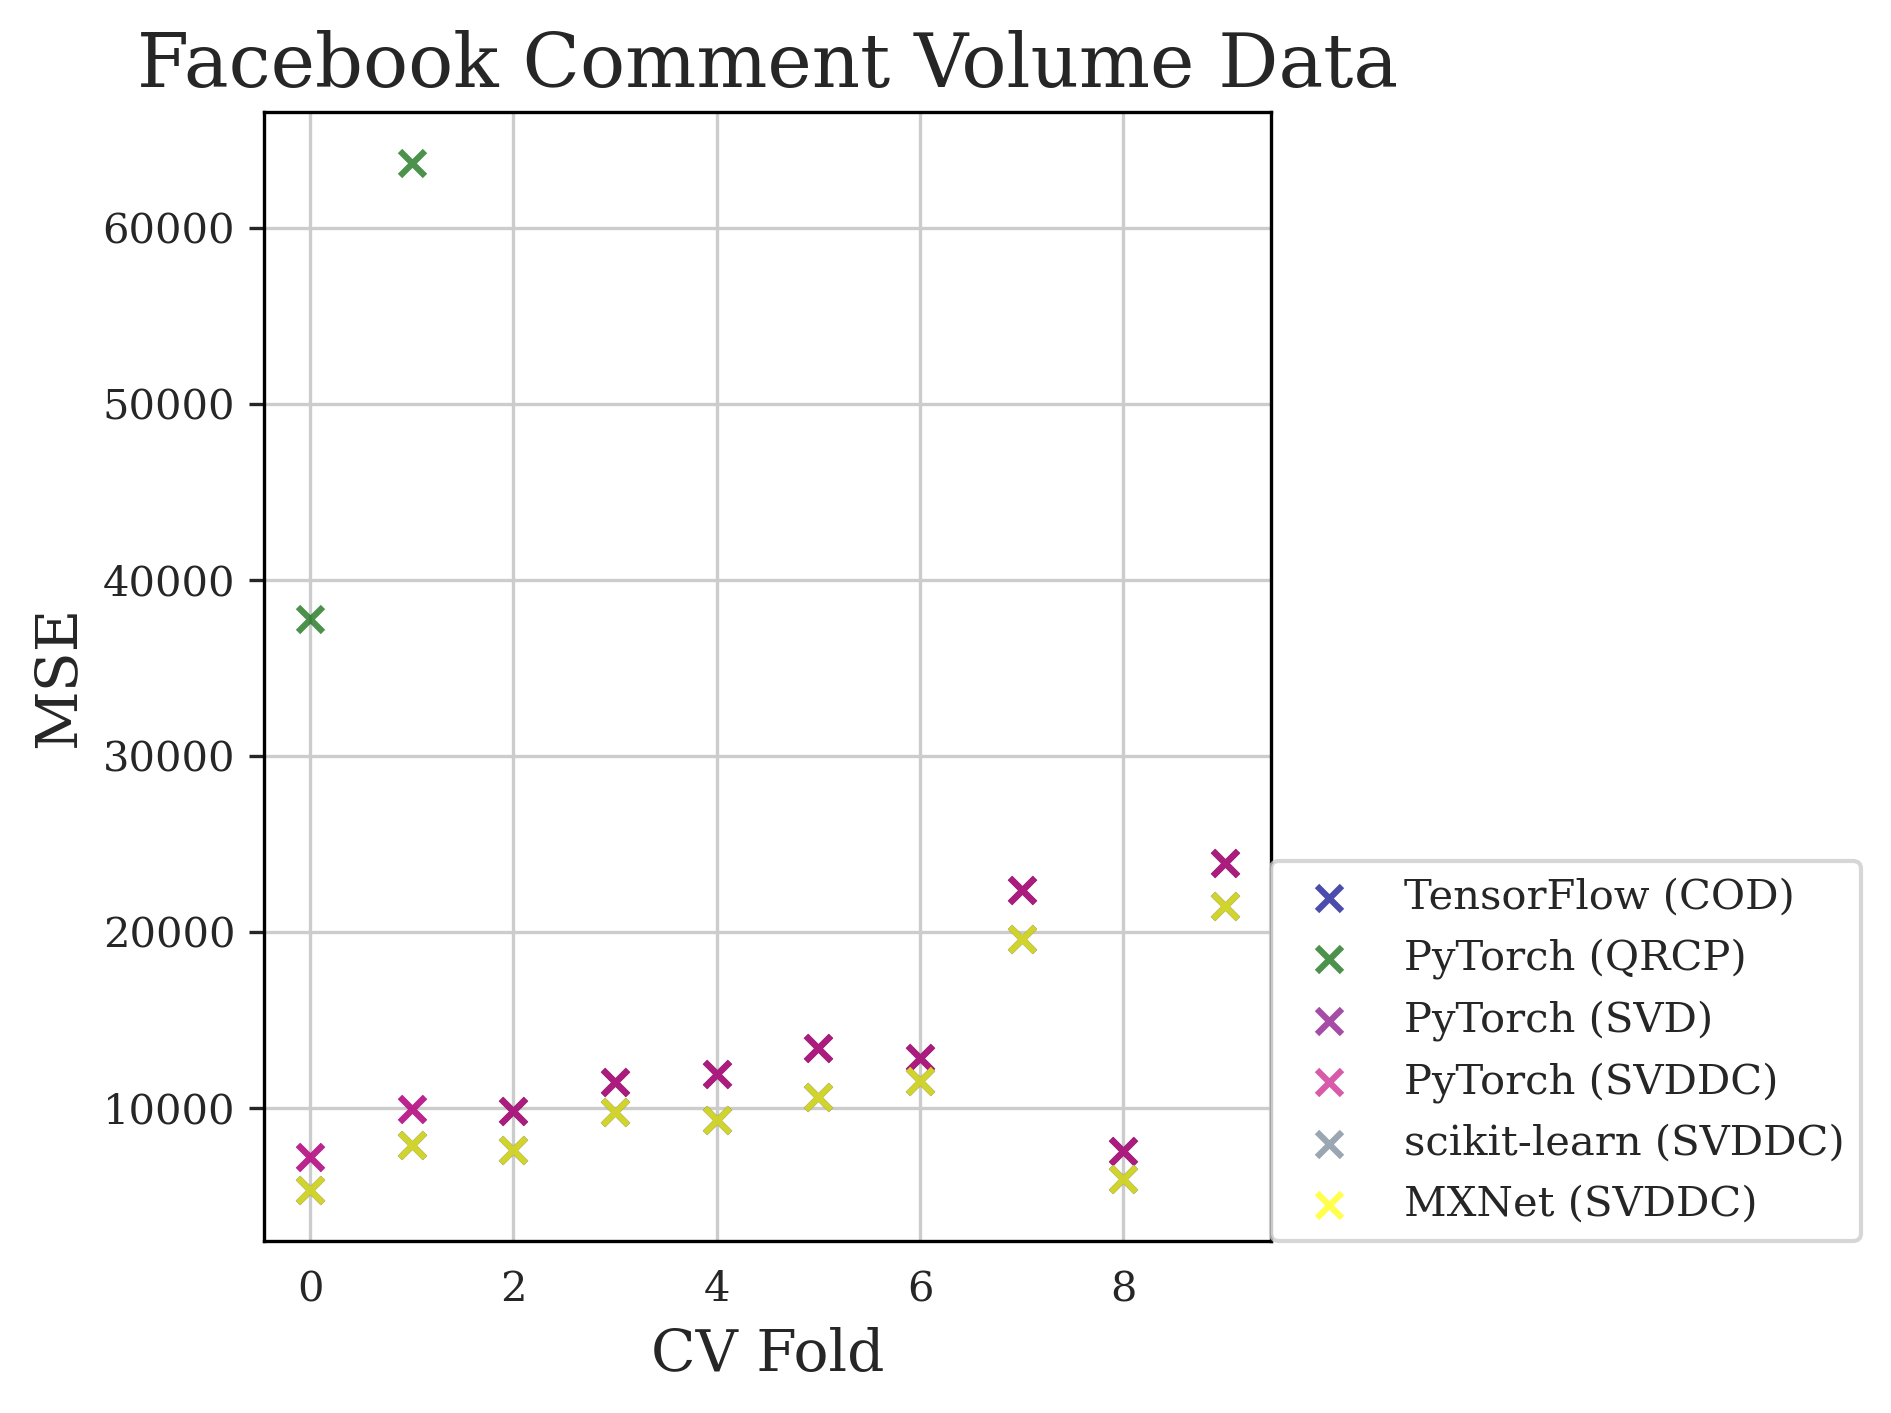 Facebook Comment Volume Data
MSE
60000
50000
40000
30000
20000
10000
0 2 4 6 8
CV Fold
TensorFlow (COD)
PyTorch (QRCP)
PyTorch (SVD)
PyTorch (SVDDC)
scikit-learn (SVDDC)
MXNet (SVDDC)